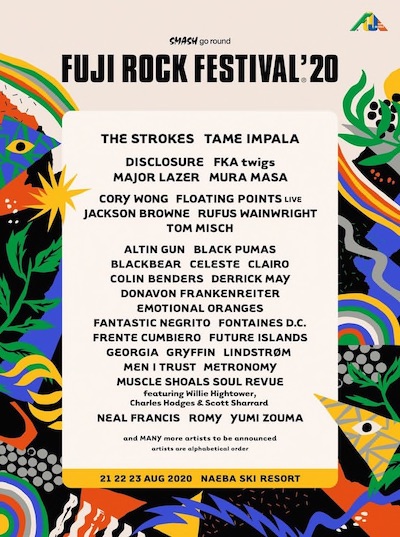 SMASH go round
FUJI ROCK FESTIVAL.'20
THE STROKES TAME IMPALA
DISCLOSURE FKA twigs
MAJOR LAZER MURA MASA
CORY WONG FLOATING POINTS LIVE
JACKSON BROWNE RUFUS WAINWRIGHT
TOM MISCH
ALTIN GUN BLACK PUMAS
BLACKBEAR CELESTE CLAIRO
COLIN BENDERS DERRICK MAY
DONAVON FRANKENREITER
EMOTIONAL ORANGES
FANTASTIC NEGRITO FONTAINES D.C.
FRENTE CUMBIERO FUTURE ISLANDS
GEORGIA GRYFFIN LINDSTRØM
MEN I TRUST METRONOMY
MUSCLE SHOALS SOUL REVUE
featuring Willie Hightower,
Charles Hodges & Scott Sharrard
NEAL FRANCIS ROMY YUMI ZOUMA
and MANY more artists to be announced
artists are alphabetical order
21 22 23 AUG 2020 NAEBA SKI RESORT